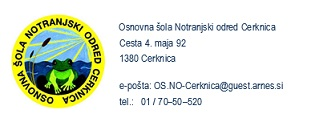 OSNOVNA ŠOLA NOTRANJSKI ODRED CERKNICA
Osnovna šola Notranjski odred Cerknica
Cesta 4. maja 92
1380 Cerknica
e-pošta: OS.NO-Cerknica@guest.arnes.si
tel.: 01 / 70–50–520